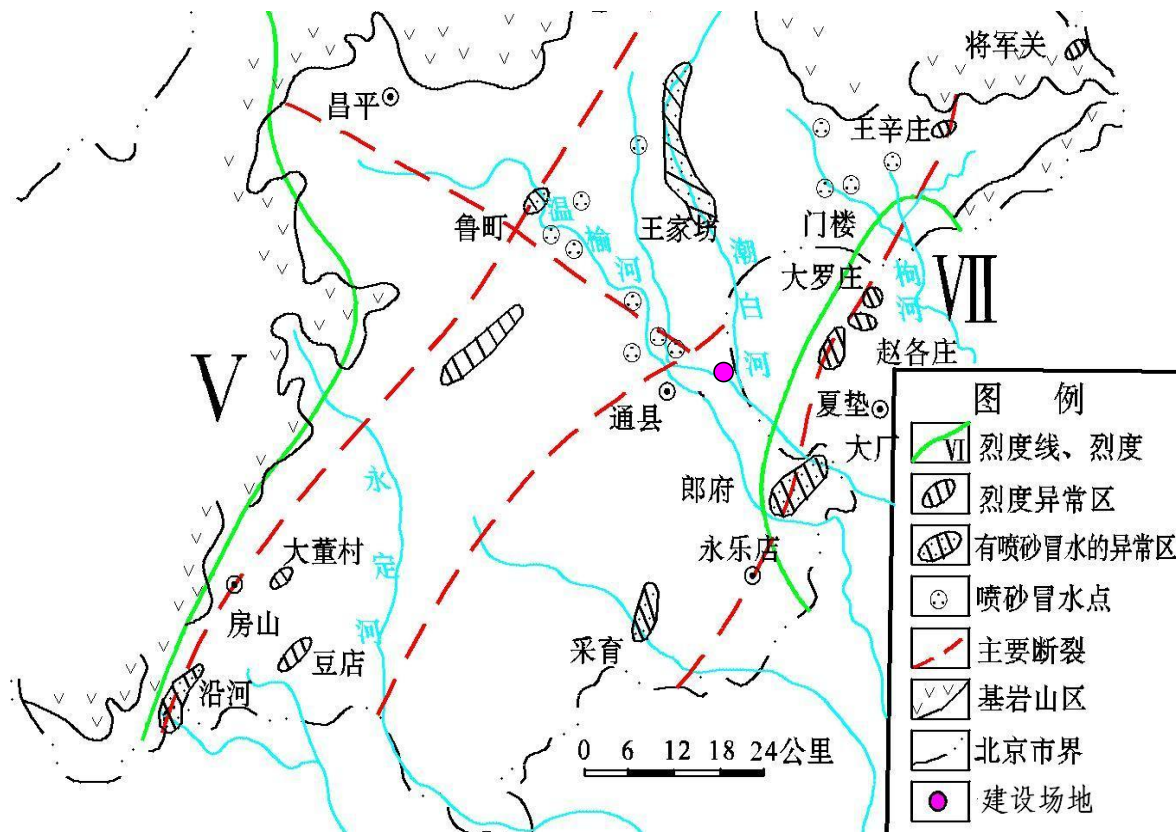 将军关
昌平
王辛庄
鲁町
温榆河
王家坊
潮白河
门楼
大罗庄
泃河
VII
赵各庄
V
通县
夏垫
大厂
郎府
永定河
大董村
永乐店
房山
豆店
采育
沿河
0 6 12 18 24公里
图 例
VI 烈度线、烈度
烈度异常区
有喷砂冒水的异常区
喷砂冒水点
主要断裂
基岩山区
北京市界
建设场地